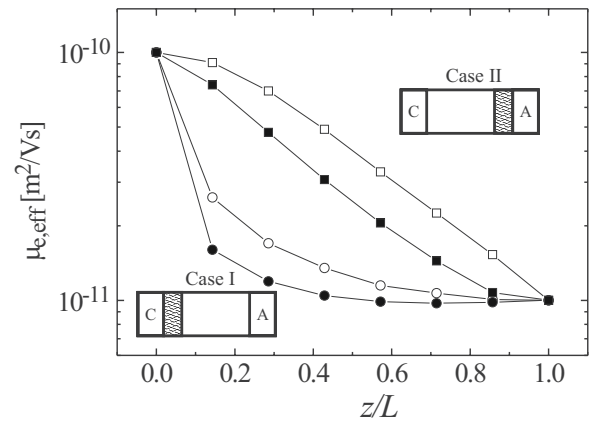 10⁻¹⁰
10⁻¹¹
μe,eff [m²/Vs]
Case II
C
A
Case I
C
A
0.0 0.2 0.4 0.6 0.8 1.0
z/L